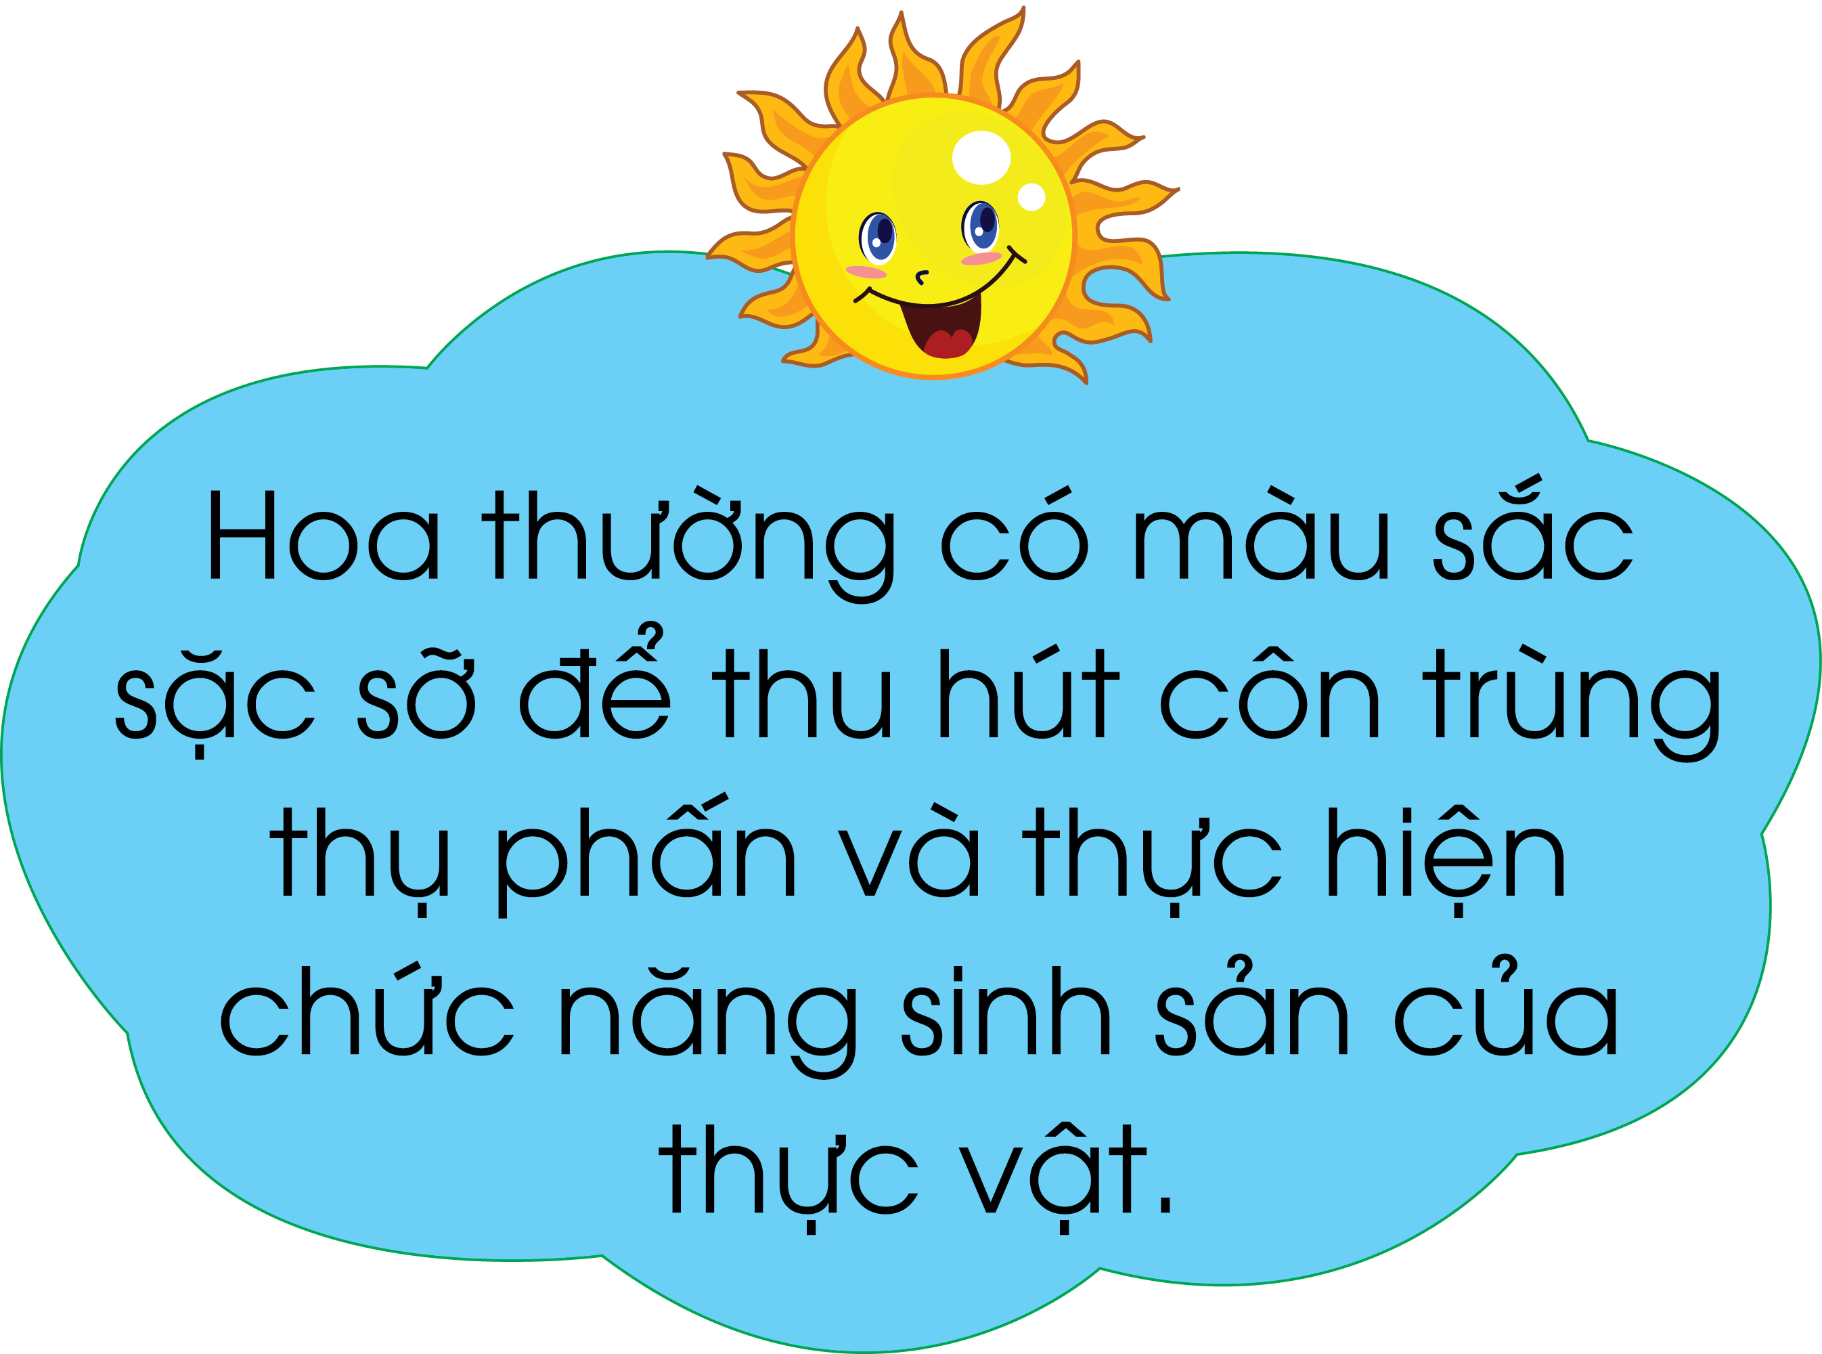 Hoa thường có màu sắc
sặc sỡ để thu hút côn trùng
thụ phấn và thực hiện
chức năng sinh sản của
thực vật.